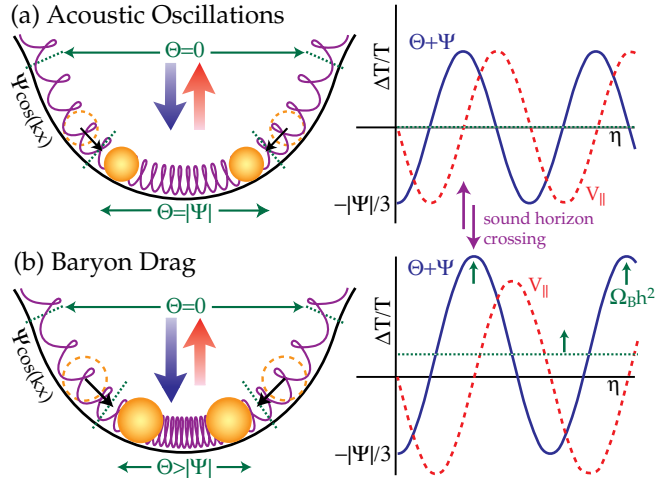 (a) Acoustic Oscillations
Θ=0
Ψcos(kx)
Θ=|Ψ|
Θ+Ψ
ΔT/T
η
−|Ψ|/3
V||
sound horizon
crossing
(b) Baryon Drag
Θ=0
Ψcos(kx)
Θ>|Ψ|
Θ+Ψ
V||
ΔT/T
ΩBh²
η
−|Ψ|/3